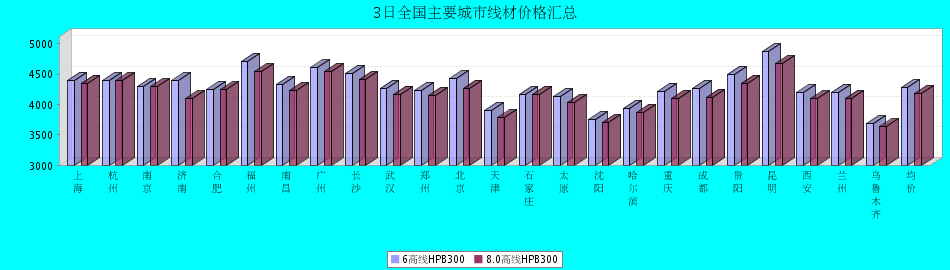 3日全国主要城市线材价格汇总
5000
4500
4000
3500
3000
上海
杭州
南京
济南
合肥
福州
南昌
广州
长沙
武汉
郑州
北京
天津
石家庄
太原
沈阳
哈尔滨
重庆
成都
贵阳
昆明
西安
兰州
乌鲁木齐
均价
6高线HPB300
8.0高线HPB300